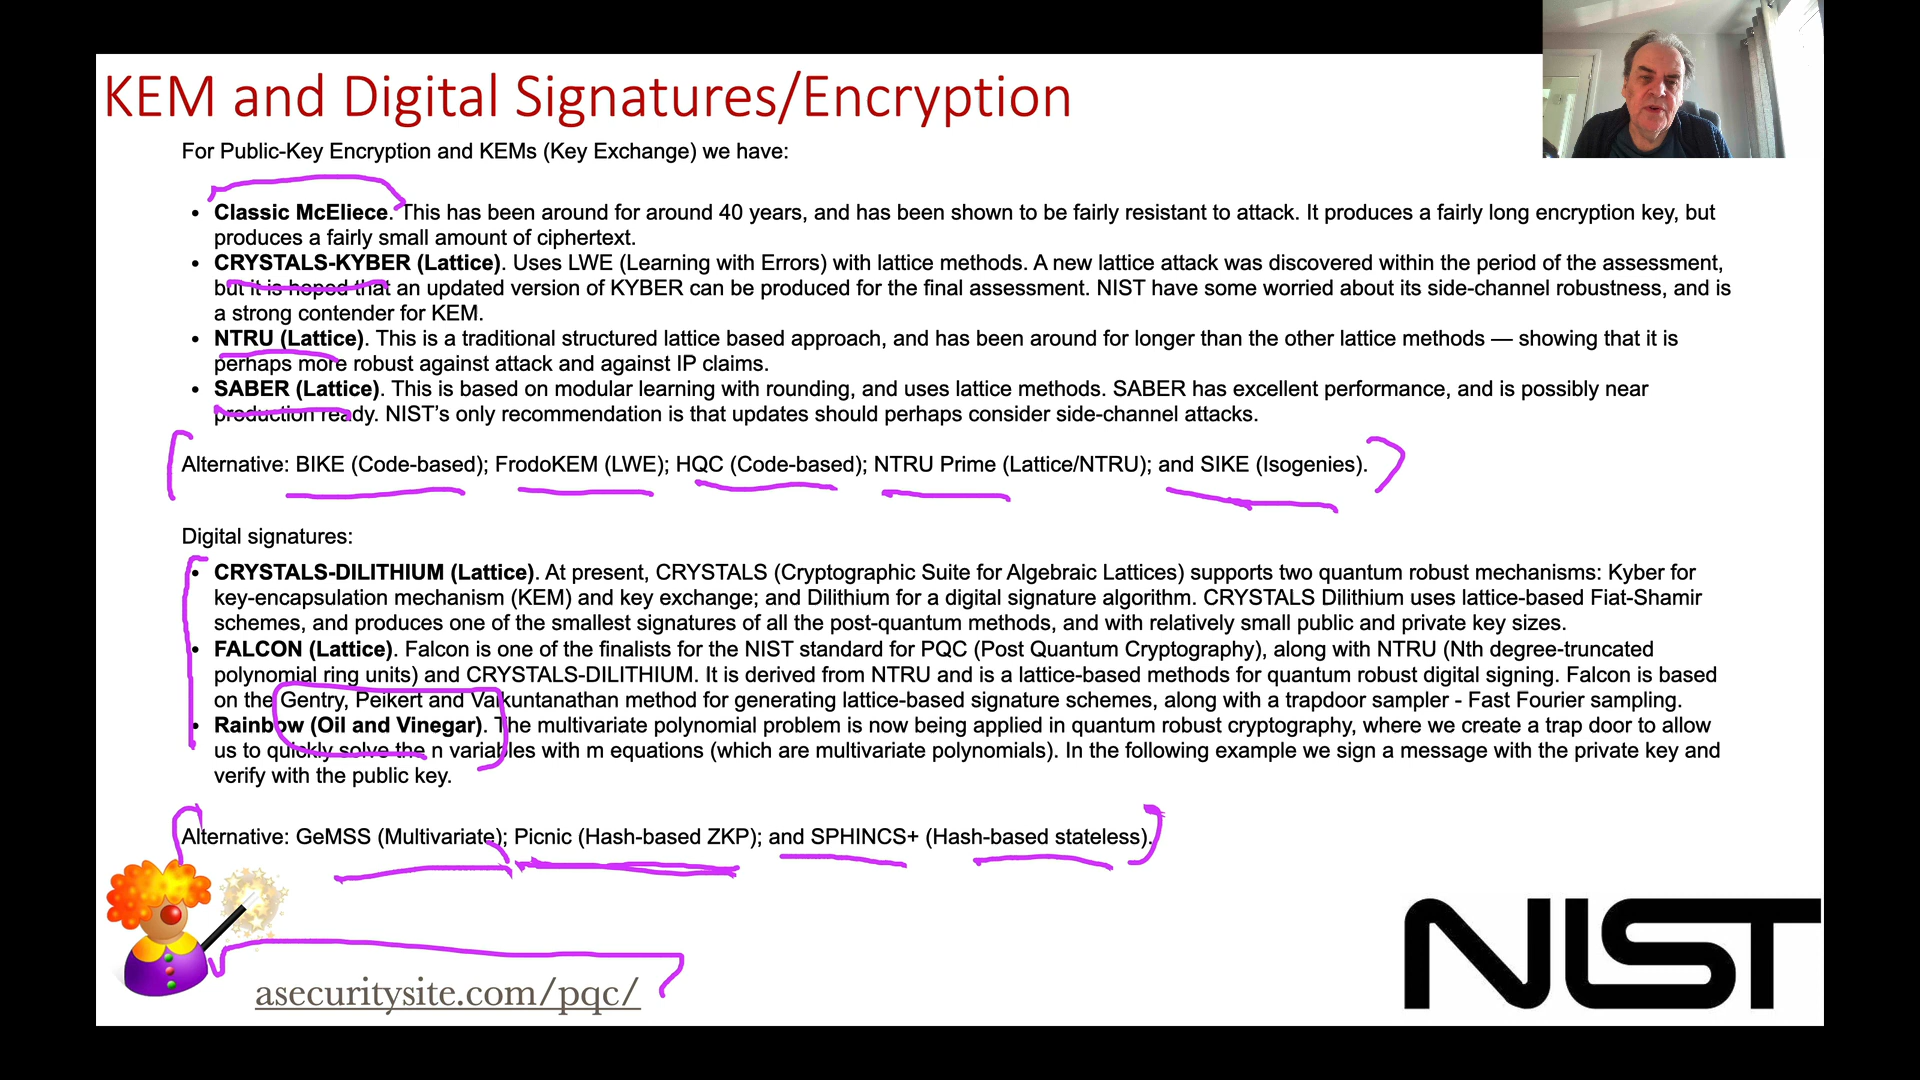 KEM and Digital Signatures/Encryption
For Public-Key Encryption and KEMs (Key Exchange) we have:
• Classic McEliece. This has been around for around 40 years, and has been shown to be fairly resistant to attack. It produces a fairly long encryption key, but
produces a fairly small amount of ciphertext.
• CRYSTALS-KYBER (Lattice). Uses LWE (Learning with Errors) with lattice methods. A new lattice attack was discovered within the period of the assessment,
but it is hoped that an updated version of KYBER can be produced for the final assessment. NIST have some worried about its side-channel robustness, and is
a strong contender for KEM.
• NTRU (Lattice). This is a traditional structured lattice based approach, and has been around for longer than the other lattice methods — showing that it is
perhaps more robust against attack and against IP claims.
• SABER (Lattice). This is based on modular learning with rounding, and uses lattice methods. SABER has excellent performance, and is possibly near
production ready. NIST’s only recommendation is that updates should perhaps consider side-channel attacks.
Alternative: BIKE (Code-based); FrodoKEM (LWE); HQC (Code-based); NTRU Prime (Lattice/NTRU); and SIKE (Isogenies).
Digital signatures:
• CRYSTALS-DILITHIUM (Lattice). At present, CRYSTALS (Cryptographic Suite for Algebraic Lattices) supports two quantum robust mechanisms: Kyber for
key-encapsulation mechanism (KEM) and key exchange; and Dilithium for a digital signature algorithm. CRYSTALS Dilithium uses lattice-based Fiat-Shamir
schemes, and produces one of the smallest signatures of all the post-quantum methods, and with relatively small public and private key sizes.
• FALCON (Lattice). Falcon is one of the finalists for the NIST standard for PQC (Post Quantum Cryptography), along with NTRU (Nth degree-truncated
polynomial ring units) and CRYSTALS-DILITHIUM. It is derived from NTRU and is a lattice-based methods for quantum robust digital signing. Falcon is based
on the Gentry, Peikert and Vaikuntanathan method for generating lattice-based signature schemes, along with a trapdoor sampler - Fast Fourier sampling.
• Rainbow (Oil and Vinegar). The multivariate polynomial problem is now being applied in quantum robust cryptography, where we create a trap door to allow
us to quickly solve the n variables with m equations (which are multivariate polynomials). In the following example we sign a message with the private key and
verify with the public key.
Alternative: GeMSS (Multivariate); Picnic (Hash-based ZKP); and SPHINCS+ (Hash-based stateless).
asecuritysite.com/pqc/
NIST